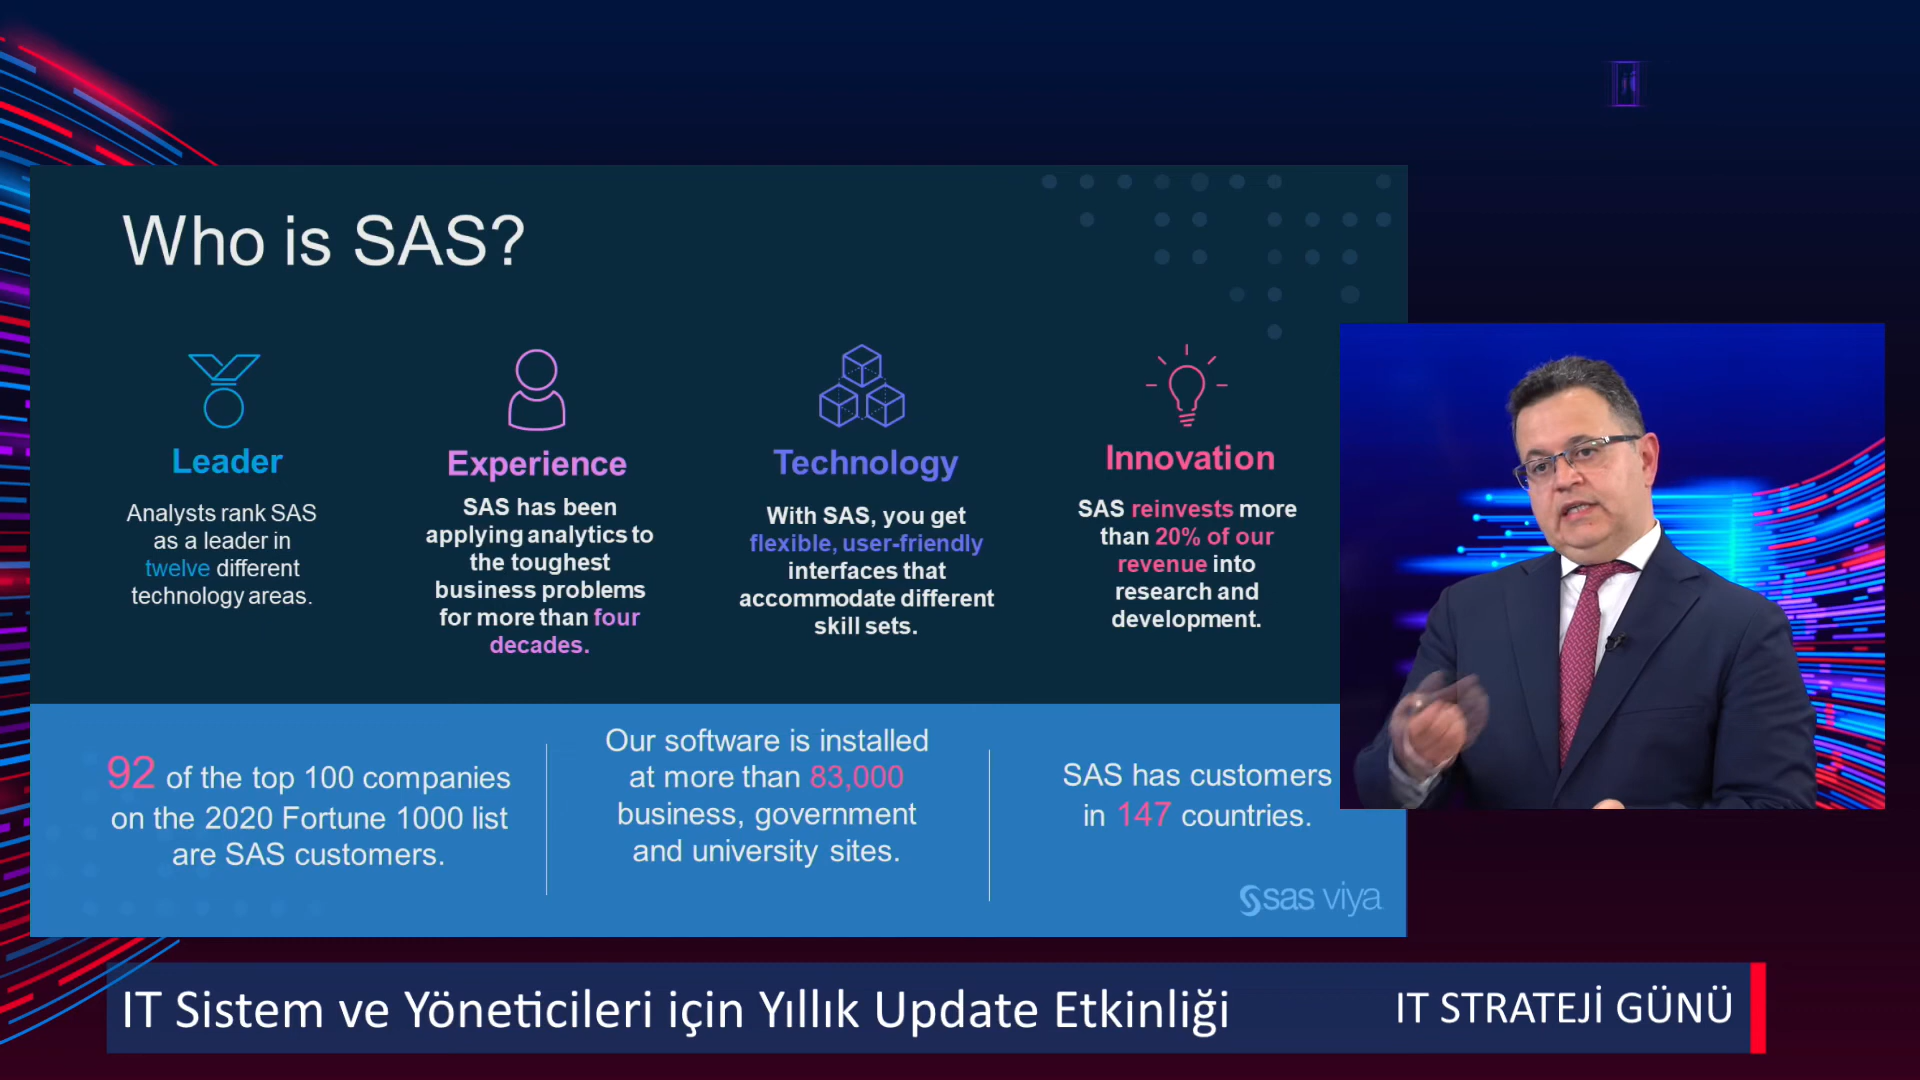 Who is SAS?
Leader
Analysts rank SAS
as a leader in
twelve different
technology areas.
Experience
SAS has been
applying analytics to
the toughest
business problems
for more than four
decades.
Technology
With SAS, you get
flexible, user-friendly
interfaces that
accommodate different
skill sets.
Innovation
SAS reinvests more
than 20% of our
revenue into
research and
development.
92 of the top 100 companies
on the 2020 Fortune 1000 list
are SAS customers.
Our software is installed
at more than 83,000
business, government
and university sites.
SAS has customers
in 147 countries.
sas viya
IT Sistem ve Yöneticileri için Yıllık Update Etkinliği
IT STRATEJİ GÜNÜ